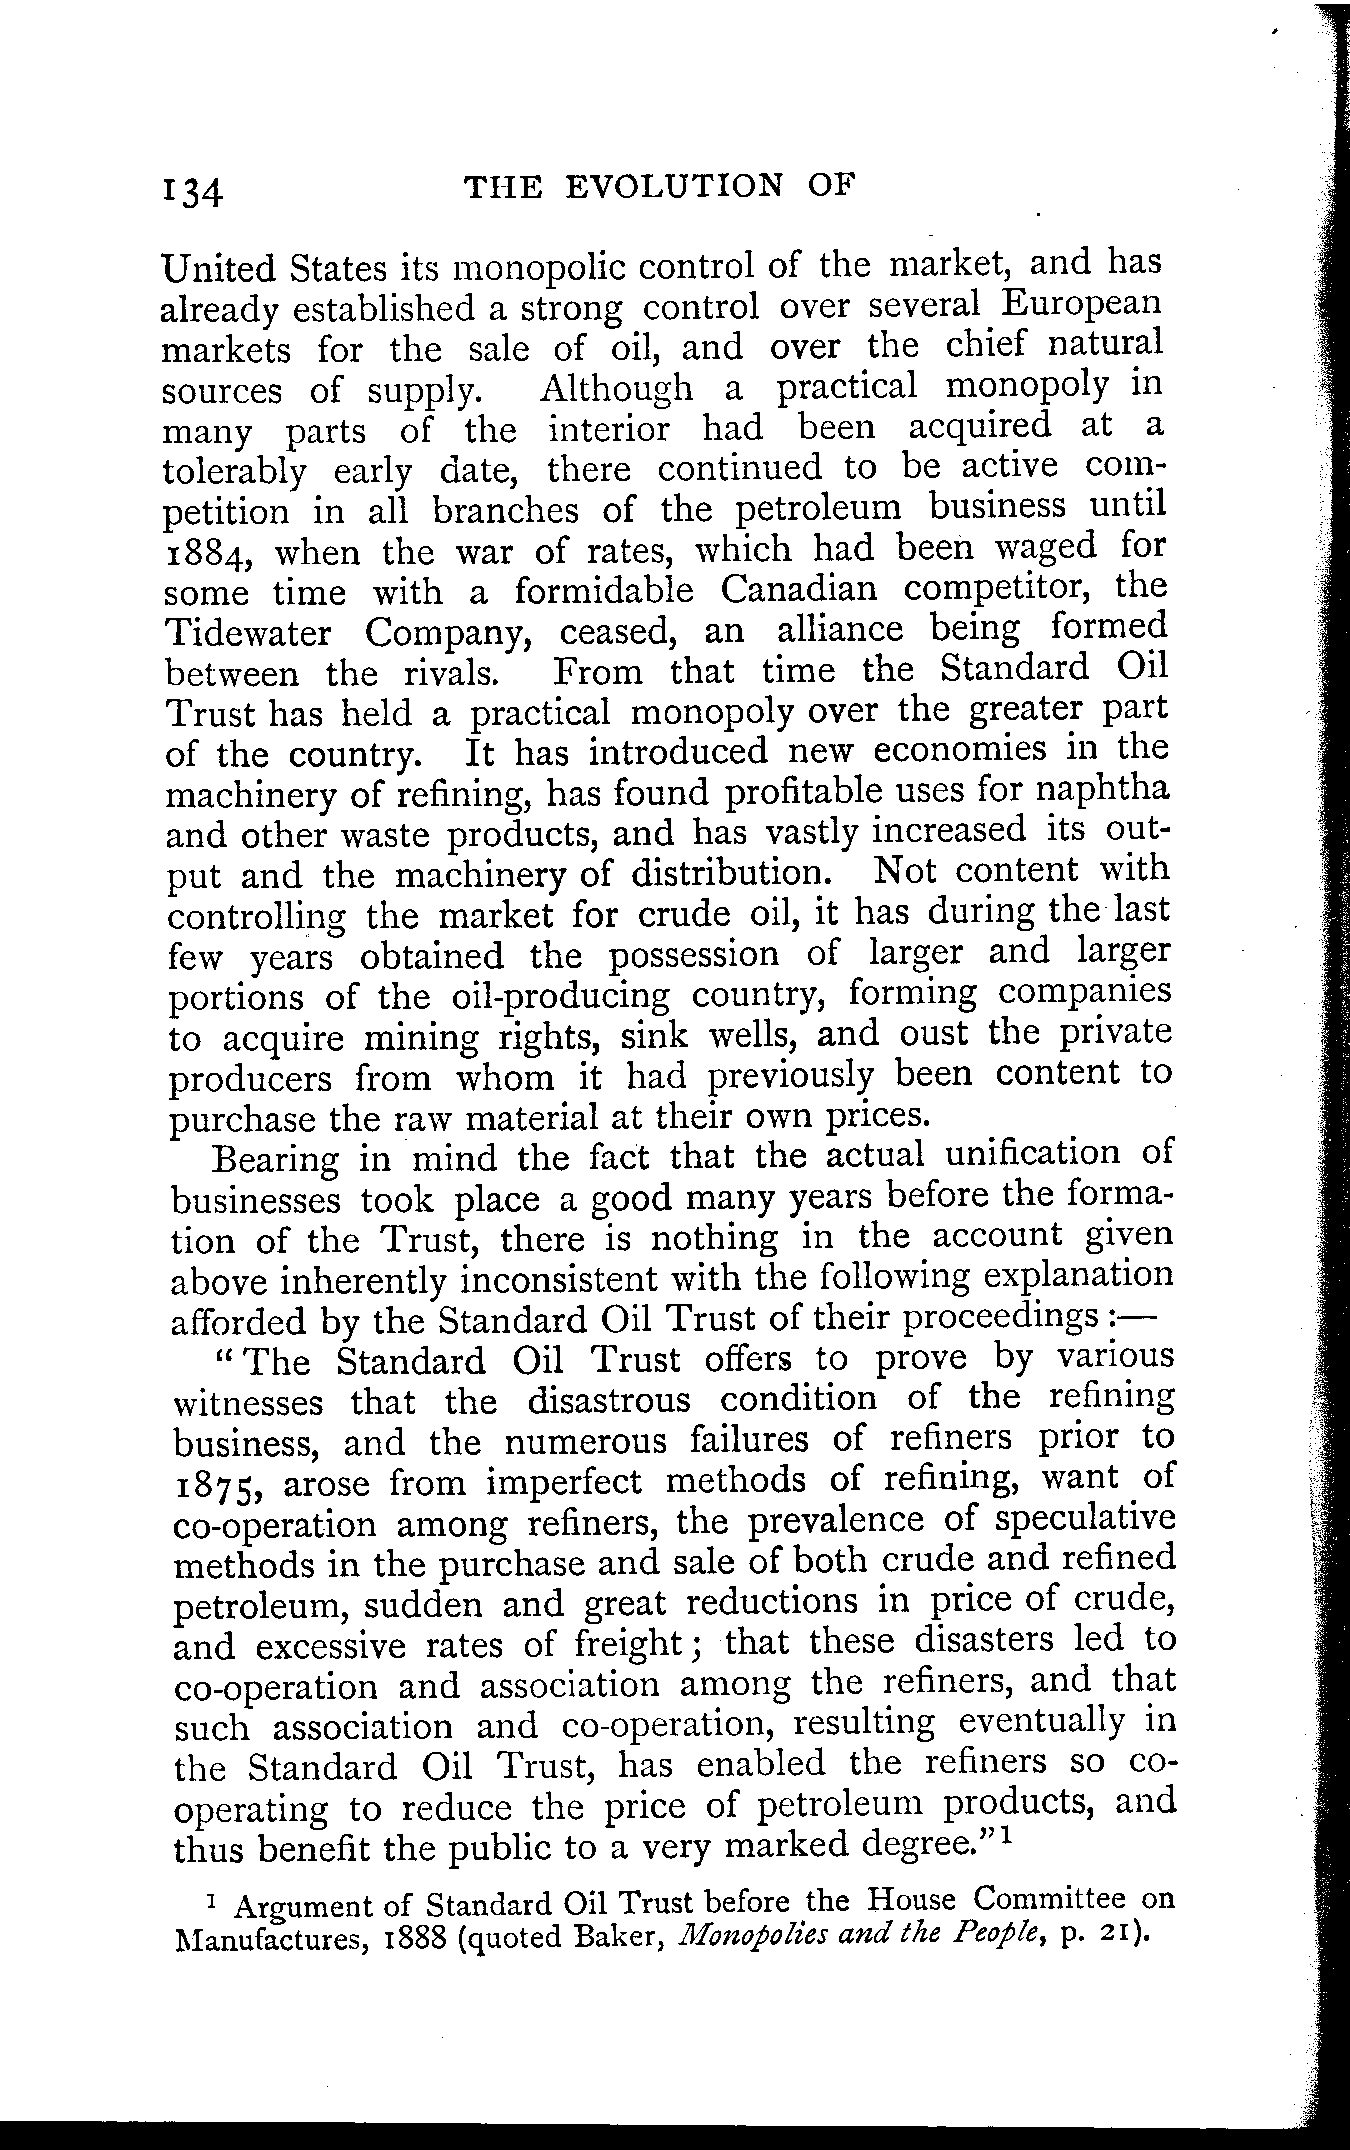 134 THE EVOLUTION OF
United States its monopolic control of the market, and has
already established a strong control over several European
markets for the sale of oil, and over the chief natural
sources of supply. Although a practical monopoly in
many parts of the interior had been acquired at a
tolerably early date, there continued to be active com-
petition in all branches of the petroleum business until
1884, when the war of rates, which had been waged for
some time with a formidable Canadian competitor, the
Tidewater Company, ceased, an alliance being formed
between the rivals. From that time the Standard Oil
Trust has held a practical monopoly over the greater part
of the country. It has introduced new economies in the
machinery of refining, has found profitable uses for naphtha
and other waste products, and has vastly increased its out-
put and the machinery of distribution. Not content with
controlling the market for crude oil, it has during the last
few years obtained the possession of larger and larger
portions of the oil-producing country, forming companies
to acquire mining rights, sink wells, and oust the private
producers from whom it had previously been content to
purchase the raw material at their own prices.
Bearing in mind the fact that the actual unification of
businesses took place a good many years before the forma-
tion of the Trust, there is nothing in the account given
above inherently inconsistent with the following explanation
afforded by the Standard Oil Trust of their proceedings:—
"The Standard Oil Trust offers to prove by various
witnesses that the disastrous condition of the refining
business, and the numerous failures of refiners prior to
1875, arose from imperfect methods of refining, want of
co-operation among refiners, the prevalence of speculative
methods in the purchase and sale of both crude and refined
petroleum, sudden and great reductions in price of crude,
and excessive rates of freight; that these disasters led to
co-operation and association among the refiners, and that
such association and co-operation, resulting eventually in
the Standard Oil Trust, has enabled the refiners so co-
operating to reduce the price of petroleum products, and
thus benefit the public to a very marked degree."¹
¹ Argument of Standard Oil Trust before the House Committee on
Manufactures, 1888 (quoted Baker, Monopolies and the People, p. 21).